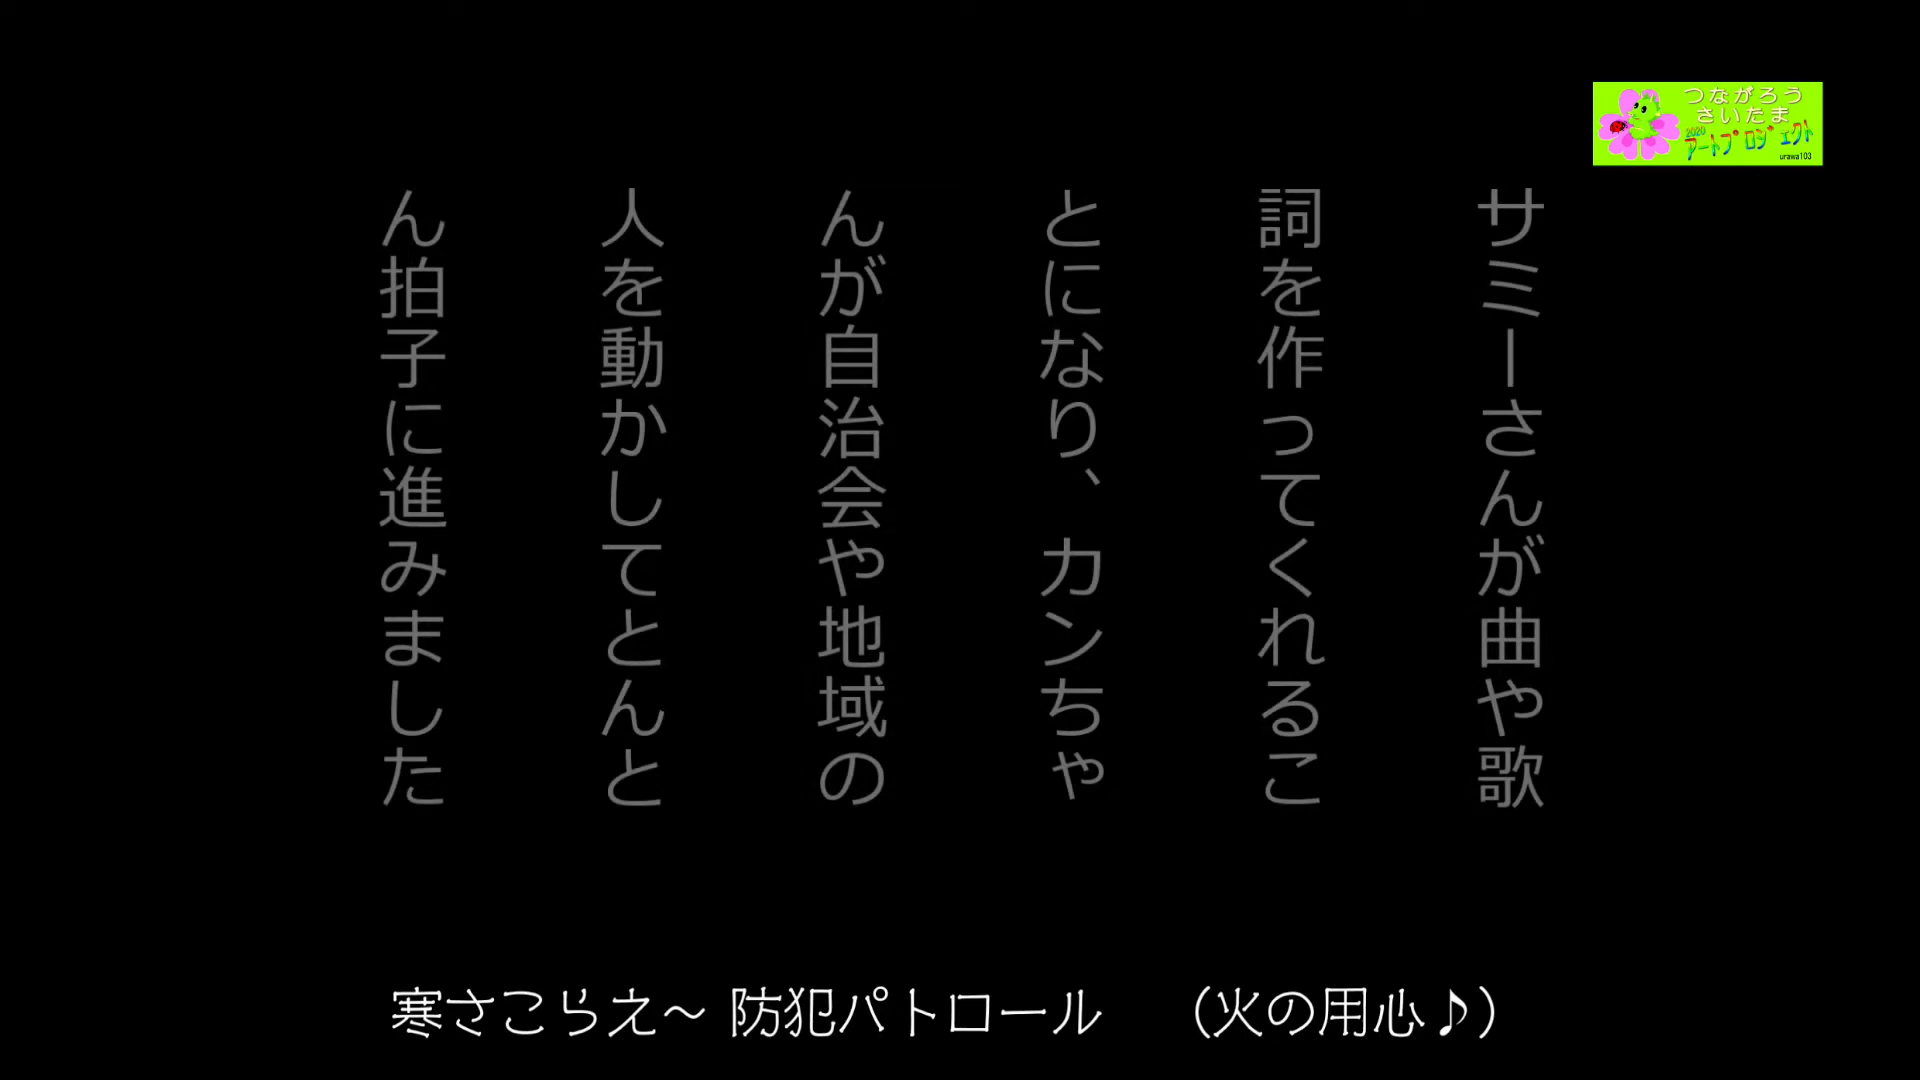 サミーさんが曲や歌
詞を作ってくれるこ
とになり、カンちゃ
んが自治会や地域の
人を動かしてとんと
ん拍子に進みました
寒さこらえ〜 防犯パトロール （火の用心♪）
つながろう
さいたま
2020
アートプロジェクト
urawa103